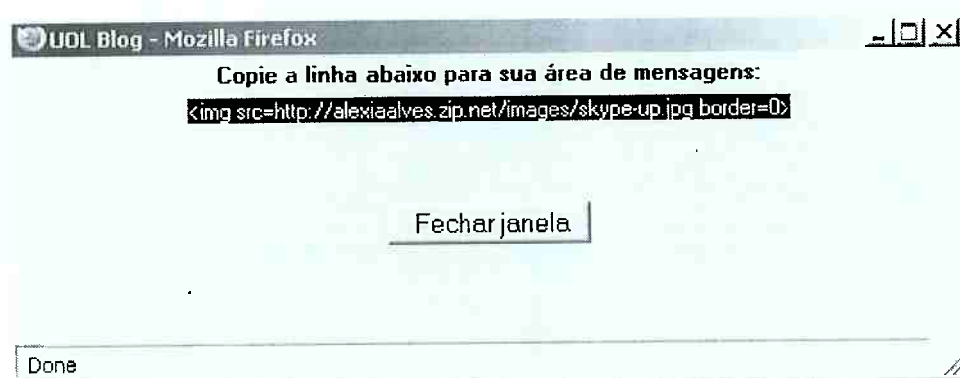 UOL Blog - Mozilla Firefox
Copie a linha abaixo para sua área de mensagens:
<img src=http://alexiaalves.zip.net/images/skype-up.jpg border=0>
Fechar janela
Done